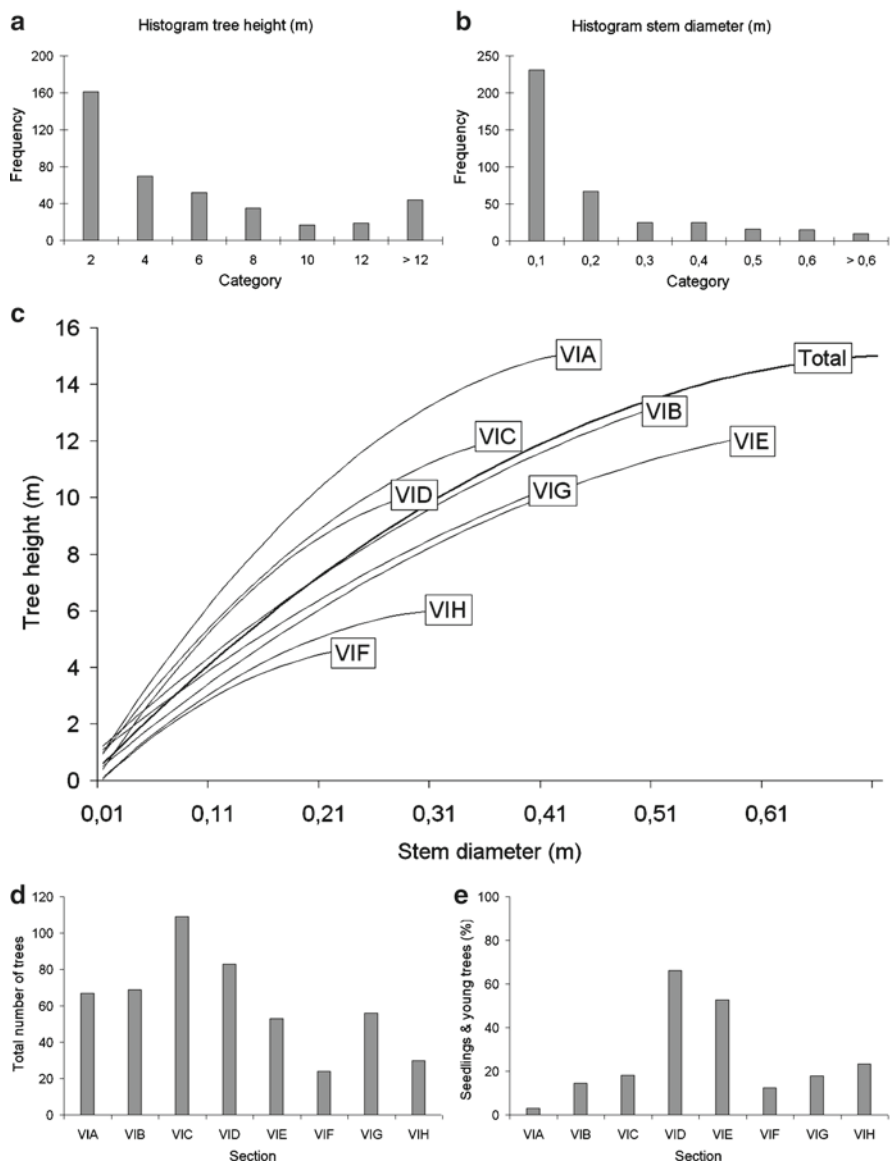 a
Histogram tree height (m)
200
160
120
80
40
0
Frequency
2 4 6 8 10 12 > 12
Category
b
Histogram stem diameter (m)
250
200
150
100
50
0
Frequency
0,1 0,2 0,3 0,4 0,5 0,6 > 0,6
Category
c
16
14
12
10
8
6
4
2
0
Tree height (m)
VIA
Total
VIB
VIC
VIE
VID
VIG
VIH
VIF
0,01 0,11 0,21 0,31 0,41 0,51 0,61
Stem diameter (m)
d
120
100
80
60
40
20
0
Total number of trees
VIA VIB VIC VID VIE VIF VIG VIH
Section
e
100
80
60
40
20
0
Seedlings & young trees (%)
VIA VIB VIC VID VIE VIF VIG VIH
Section